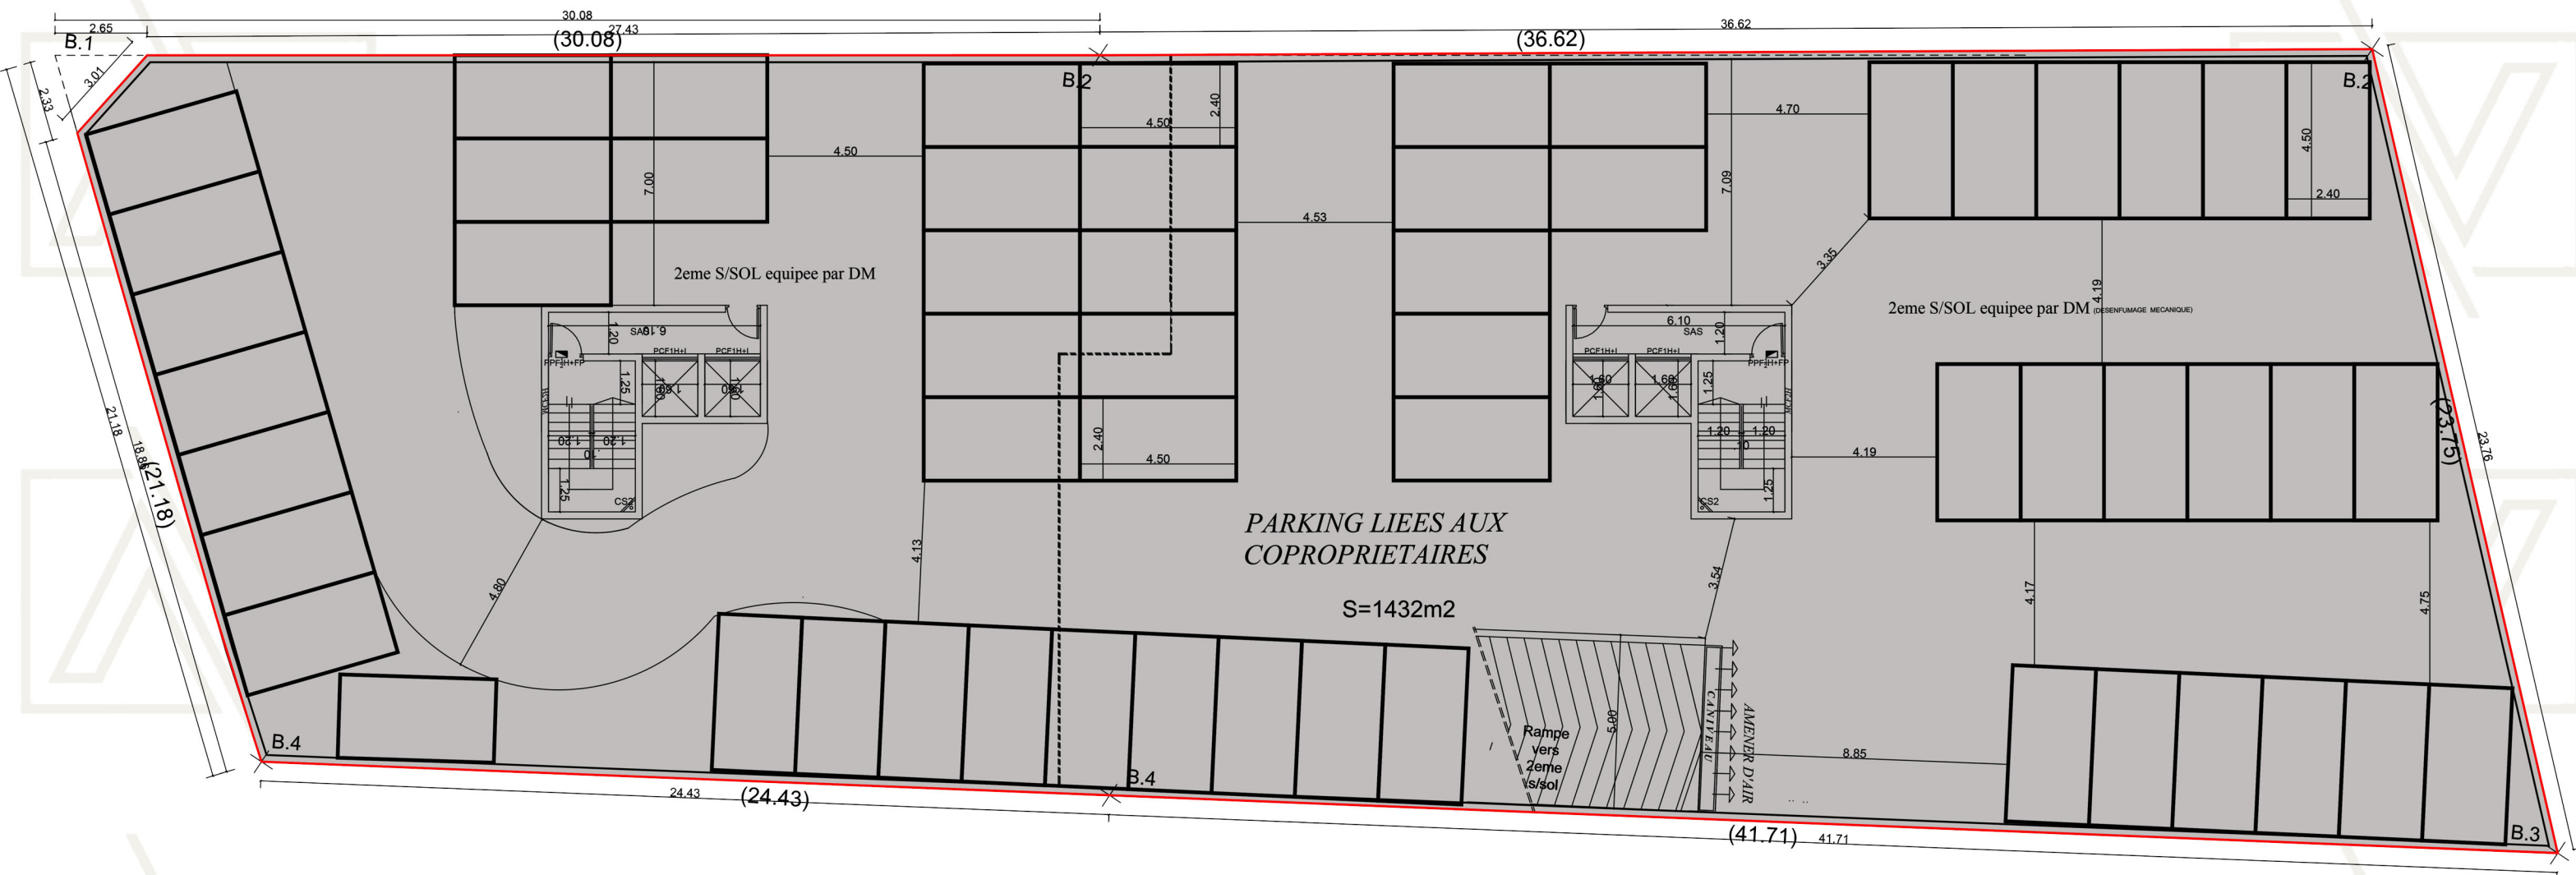 30.08
36.62
2.65
27.43
B.1
(30.08)
(36.62)
3.01
2.33
B.2
B.2
2.40
4.50
4.70
4.50
2.40
4.50
7.00
7.09
4.53
3.35
4.19
2eme S/SOL equipee par DM
2eme S/SOL equipee par DM (DESENFUMAGE MECANIQUE)
1.20
SAS
6.10
6.10
SAS
1.20
PCF1H+I
PCF1H+I
PCF1H+I
PCF1H+I
1.25
1.60
1.60
1.25
1.20
1.20
.10
1.20
1.20
.10
1.25
CS2
CS2
1.25
2.40
4.50
4.19
21.18
18.86
(21.18)
(23.75)
23.76
PARKING LIEES AUX
COPROPRIETAIRES
S=1432m2
4.80
4.13
3.54
4.17
4.75
Rampe
vers
2eme
s/sol
5.00
CANIVEAU
AMENER D'AIR
8.85
B.4
B.4
B.3
24.43
(24.43)
(41.71)
41.71